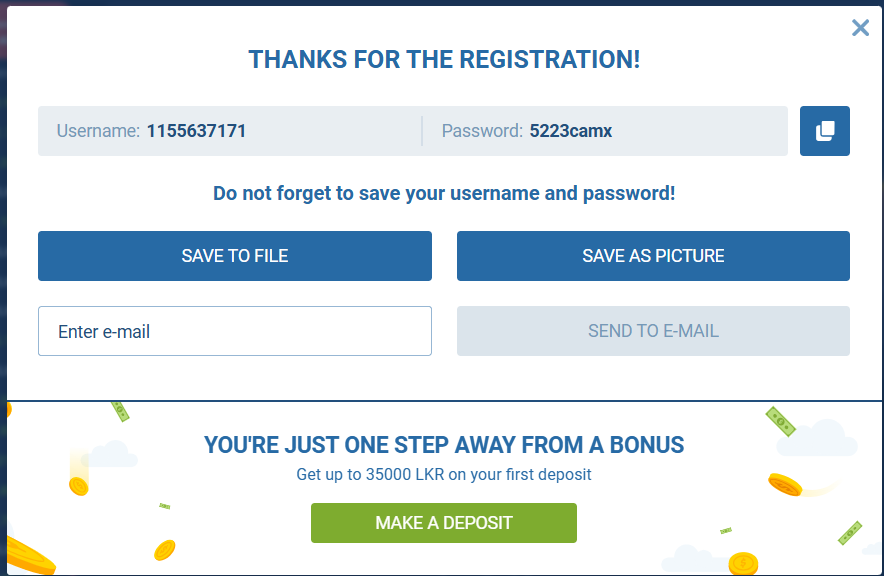 THANKS FOR THE REGISTRATION!
Username: 1155637171 Password: 5223camx
Do not forget to save your username and password!
SAVE TO FILE SAVE AS PICTURE
Enter e-mail SEND TO E-MAIL
YOU'RE JUST ONE STEP AWAY FROM A BONUS
Get up to 35000 LKR on your first deposit
MAKE A DEPOSIT